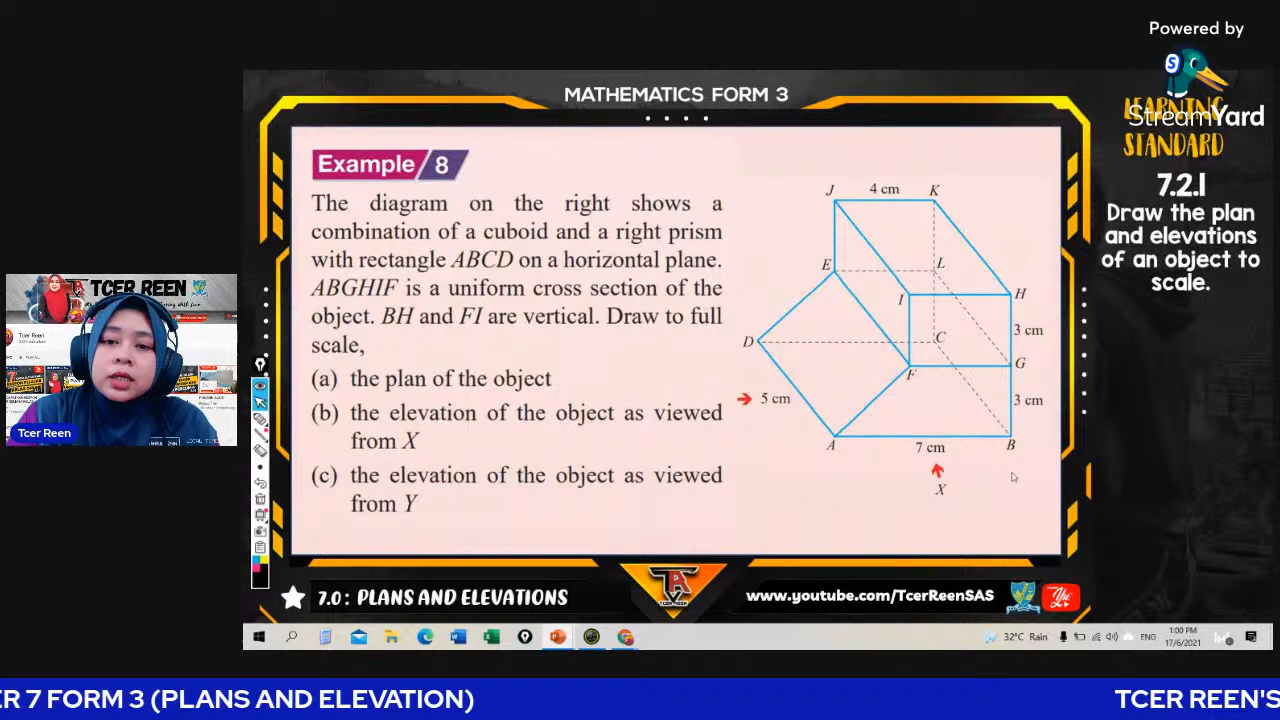 Powered by
StreamYard
MATHEMATICS FORM 3
LEARNING
STANDARD
7.2.1
Draw the plan
and elevations
of an object to
scale.
Example 8
The diagram on the right shows a
combination of a cuboid and a right prism
with rectangle ABCD on a horizontal plane.
ABGHIF is a uniform cross section of the
object. BH and FI are vertical. Draw to full
scale,
(a) the plan of the object
(b) the elevation of the object as viewed
from X
(c) the elevation of the object as viewed
from Y
J 4 cm K
E L
I H
3 cm
D C
F G
5 cm 3 cm
A 7 cm B
X
TCER REEN
Tcer Reen
7.0: PLANS AND ELEVATIONS
TCER REEN
www.youtube.com/TcerReenSAS
32°C Rain
ENG
1:00 PM
17/6/2021
ER 7 FORM 3 (PLANS AND ELEVATION)
TCER REEN'S